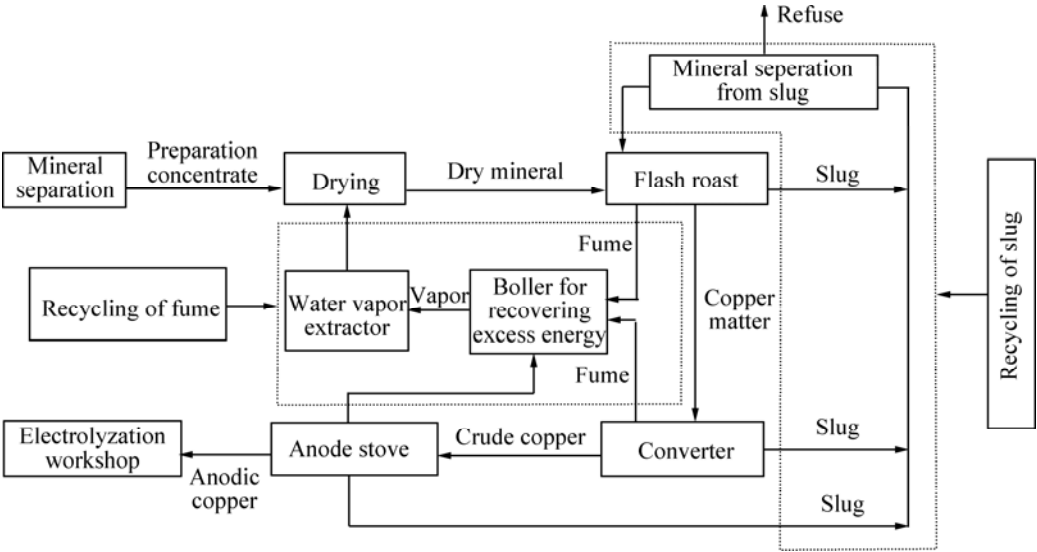 Refuse
Mineral seperation
from slug
Mineral
separation
Preparation
concentrate
Drying
Dry mineral
Flash roast
Slug
Recycling of slug
Fume
Recycling of fume
Water vapor
extractor
Vapor
Boller for
recovering
excess energy
Copper
matter
Fume
Electrolyzation
workshop
Anodic
copper
Anode stove
Crude copper
Converter
Slug
Slug